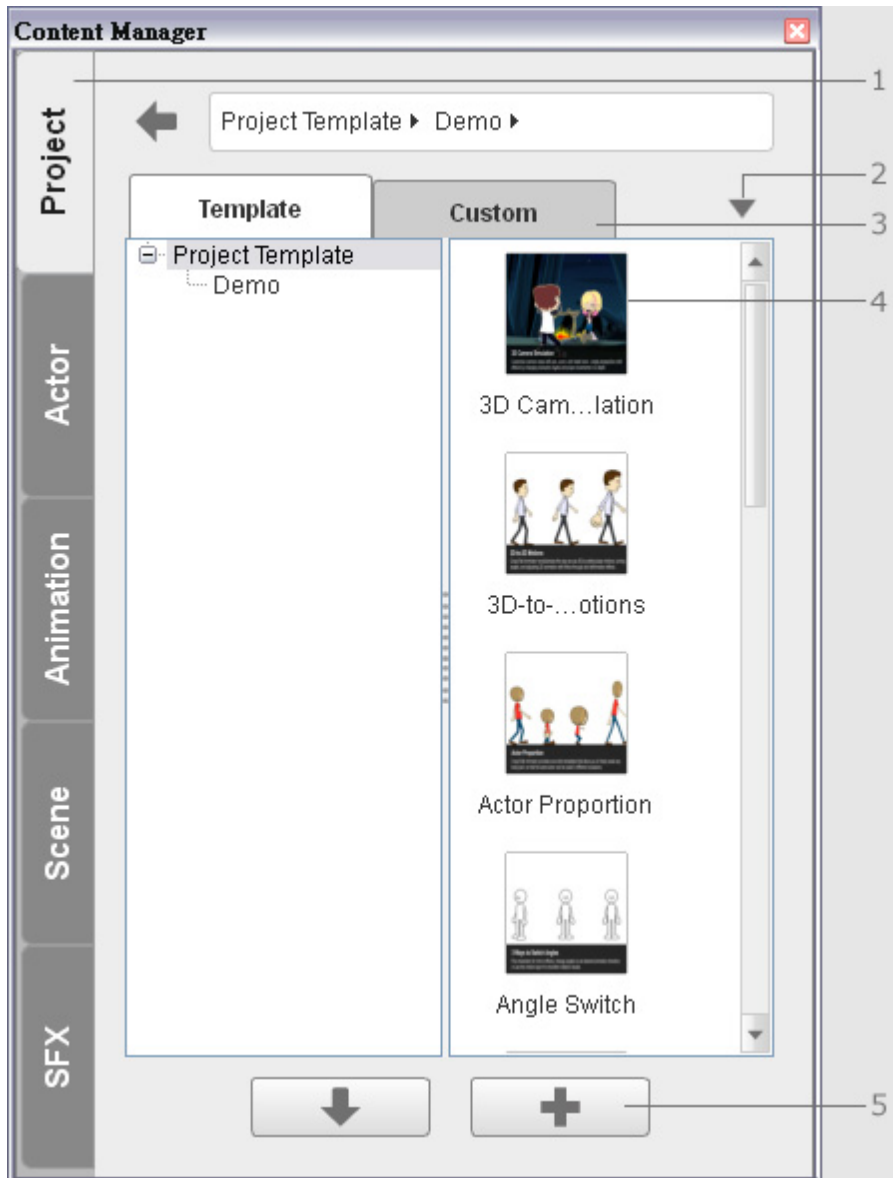 Content Manager
1
Project
Project Template Demo
2
Template
Custom
3
Project Template
Demo
4
3D Cam...lation
Actor
3D-to-...otions
Animation
Actor Proportion
Scene
Angle Switch
SFX
5